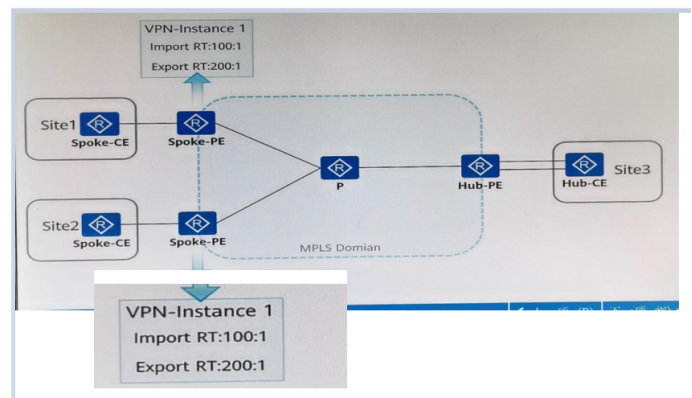 VPN-Instance 1
Import RT:100:1
Export RT:200:1
Site1
R
Spoke-CE
R
Spoke-PE
R
P
R
Hub-PE
R
Hub-CE
Site3
Site2
R
Spoke-CE
R
Spoke-PE
MPLS Domian
VPN-Instance 1
Import RT:100:1
Export RT:200:1